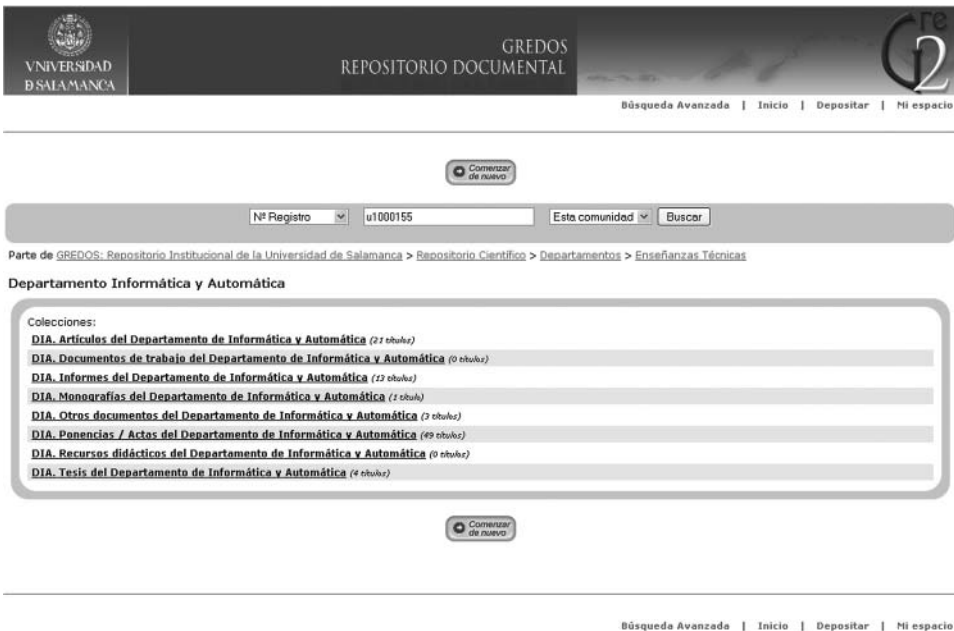 VNiVERSiDAD
D SALAMANCA
GREDOS
REPOSITORIO DOCUMENTAL
Gre
2
Búsqueda Avanzada | Inicio | Depositar | Mi espacio
Comenzar
de nuevo
Nº Registro u1000155 Esta comunidad Buscar
Parte de GREDOS: Repositorio Institucional de la Universidad de Salamanca > Repositorio Científico > Departamentos > Enseñanzas Técnicas
Departamento Informática y Automática
Colecciones:
DIA. Artículos del Departamento de Informática y Automática (21 títulos)
DIA. Documentos de trabajo del Departamento de Informática y Automática (0 títulos)
DIA. Informes del Departamento de Informática y Automática (13 títulos)
DIA. Monografías del Departamento de Informática y Automática (1 título)
DIA. Otros documentos del Departamento de Informática y Automática (3 títulos)
DIA. Ponencias / Actas del Departamento de Informática y Automática (49 títulos)
DIA. Recursos didácticos del Departamento de Informática y Automática (0 títulos)
DIA. Tesis del Departamento de Informática y Automática (4 títulos)
Comenzar
de nuevo
Búsqueda Avanzada | Inicio | Depositar | Mi espacio